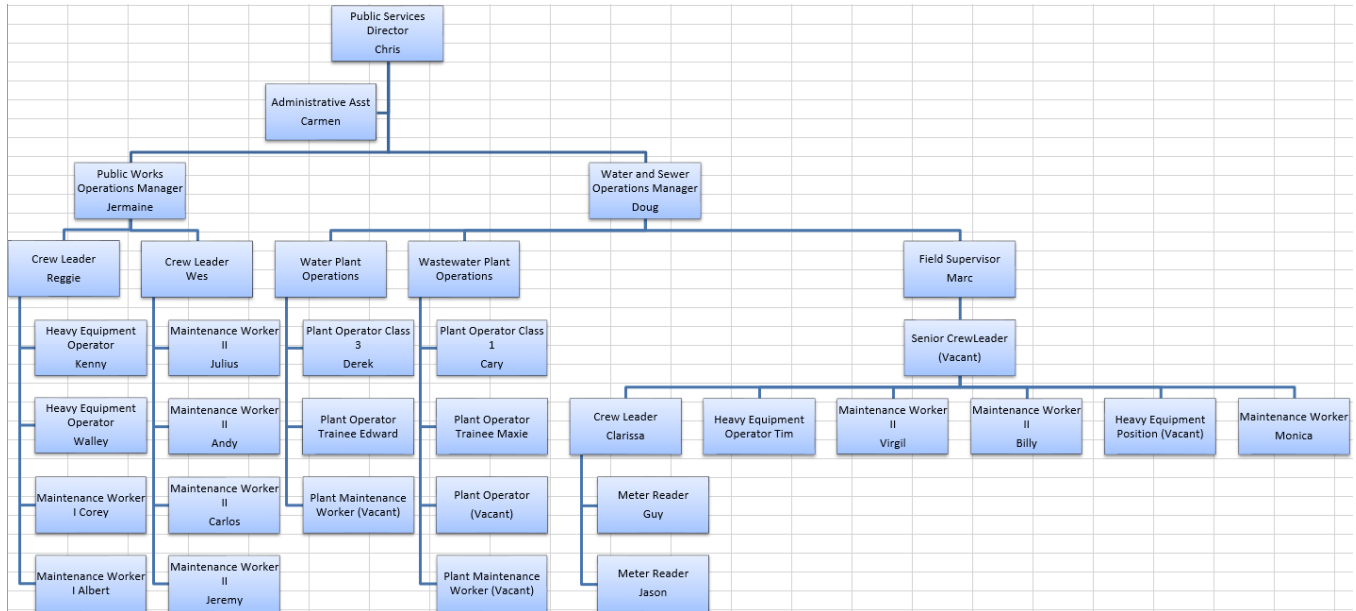 Public Services
Director
Chris
Administrative Asst
Carmen
Public Works
Operations Manager
Jermaine
Water and Sewer
Operations Manager
Doug
Crew Leader
Reggie
Crew Leader
Wes
Water Plant
Operations
Wastewater Plant
Operations
Field Supervisor
Marc
Heavy Equipment
Operator
Kenny
Maintenance Worker
II
Julius
Plant Operator Class
3
Derek
Plant Operator Class
1
Cary
Senior CrewLeader
(Vacant)
Heavy Equipment
Operator
Walley
Maintenance Worker
II
Andy
Plant Operator
Trainee Edward
Plant Operator
Trainee Maxie
Crew Leader
Clarissa
Heavy Equipment
Operator Tim
Maintenance Worker
II
Virgil
Maintenance Worker
II
Billy
Heavy Equipment
Position (Vacant)
Maintenance Worker
Monica
Maintenance Worker
I Corey
Maintenance Worker
II
Carlos
Plant Maintenance
Worker (Vacant)
Plant Operator
(Vacant)
Meter Reader
Guy
Maintenance Worker
I Albert
Maintenance Worker
II
Jeremy
Plant Maintenance
Worker (Vacant)
Meter Reader
Jason